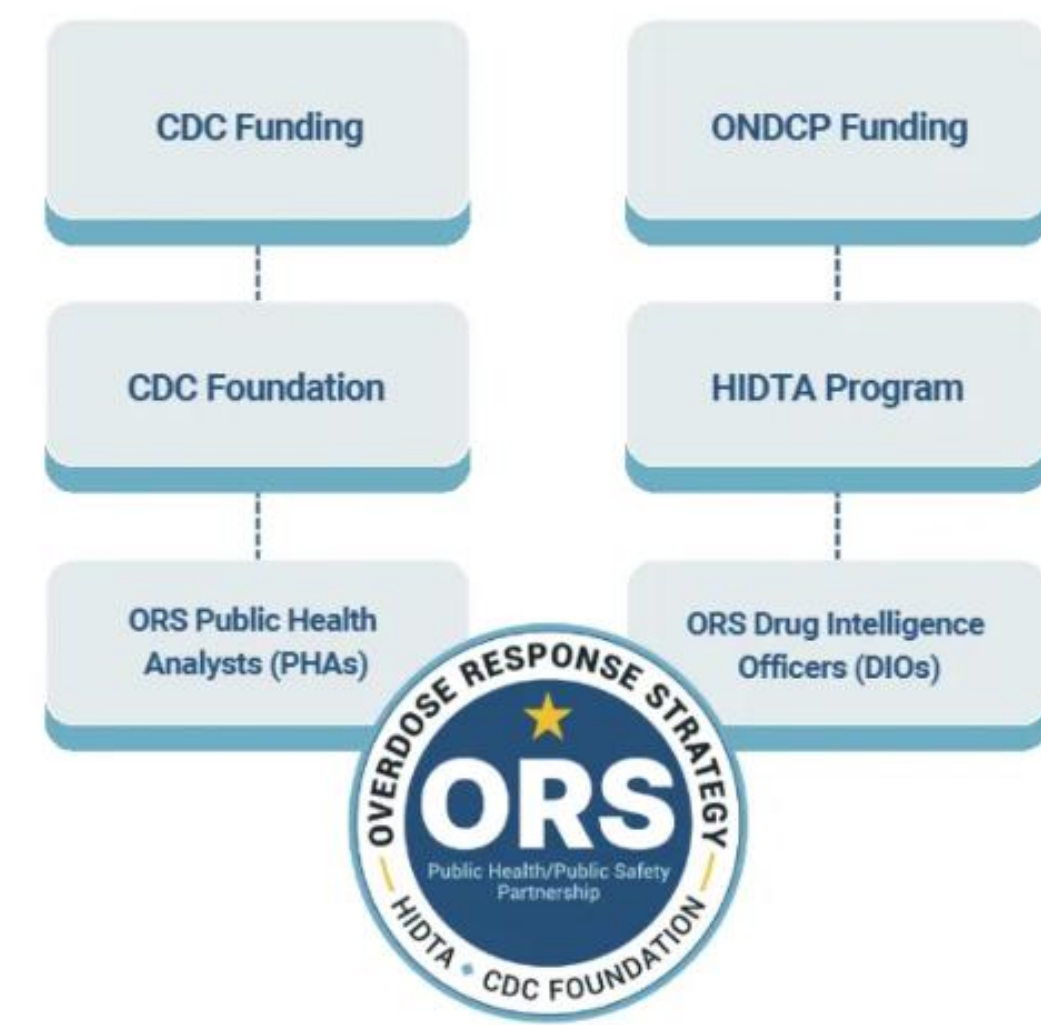 CDC Funding
ONDCP Funding
CDC Foundation
HIDTA Program
ORS Public Health
Analysts (PHAs)
ORS Drug Intelligence
Officers (DIOs)
OVERDOSE RESPONSE STRATEGY
ORS
Public Health/Public Safety
Partnership
HIDTA • CDC FOUNDATION